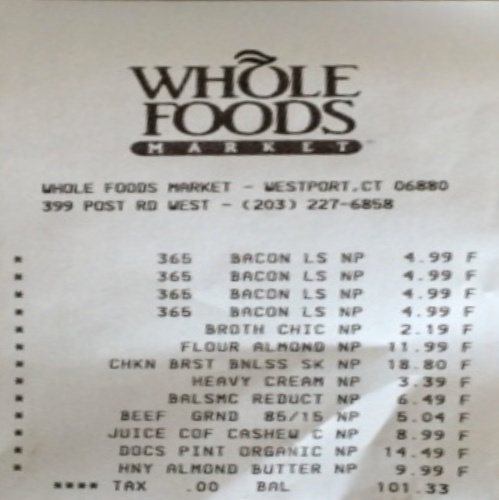 WHOLE
FOODS
MARKET
WHOLE FOODS MARKET - WESTPORT,CT 06880
399 POST RD WEST - (203) 227-6858
365 BACON LS NP 4.99 F
365 BACON LS NP 4.99 F
365 BACON LS NP 4.99 F
365 BACON LS NP 4.99 F
BROTH CHIC NP 2.19 F
FLOUR ALMOND NP 11.99 F
CHKN BRST BNLSS SK NP 18.80 F
HEAVY CREAM NP 3.39 F
BALSMC REDUCT NP 6.49 F
BEEF GRND 85/15 NP 5.04 F
JUICE COF CASHEW C NP 8.99 F
DOCS PINT ORGANIC NP 14.49 F
HNY ALMOND BUTTER NP 9.99 F
**** TAX .00 BAL 101.33